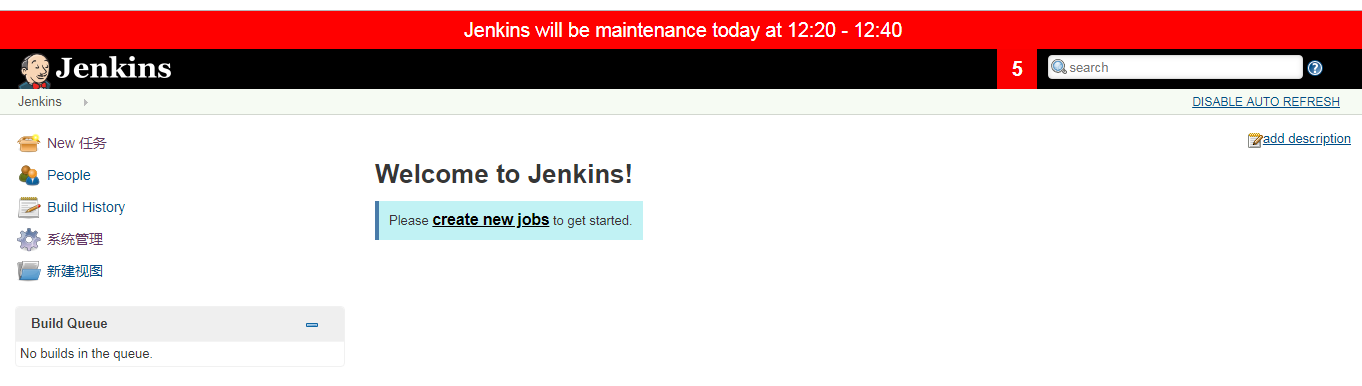 Jenkins will be maintenance today at 12:20 - 12:40
Jenkins
5
search
Jenkins
DISABLE AUTO REFRESH
New 任务
add description
People
Welcome to Jenkins!
Build History
Please create new jobs to get started.
系统管理
新建视图
Build Queue
No builds in the queue.